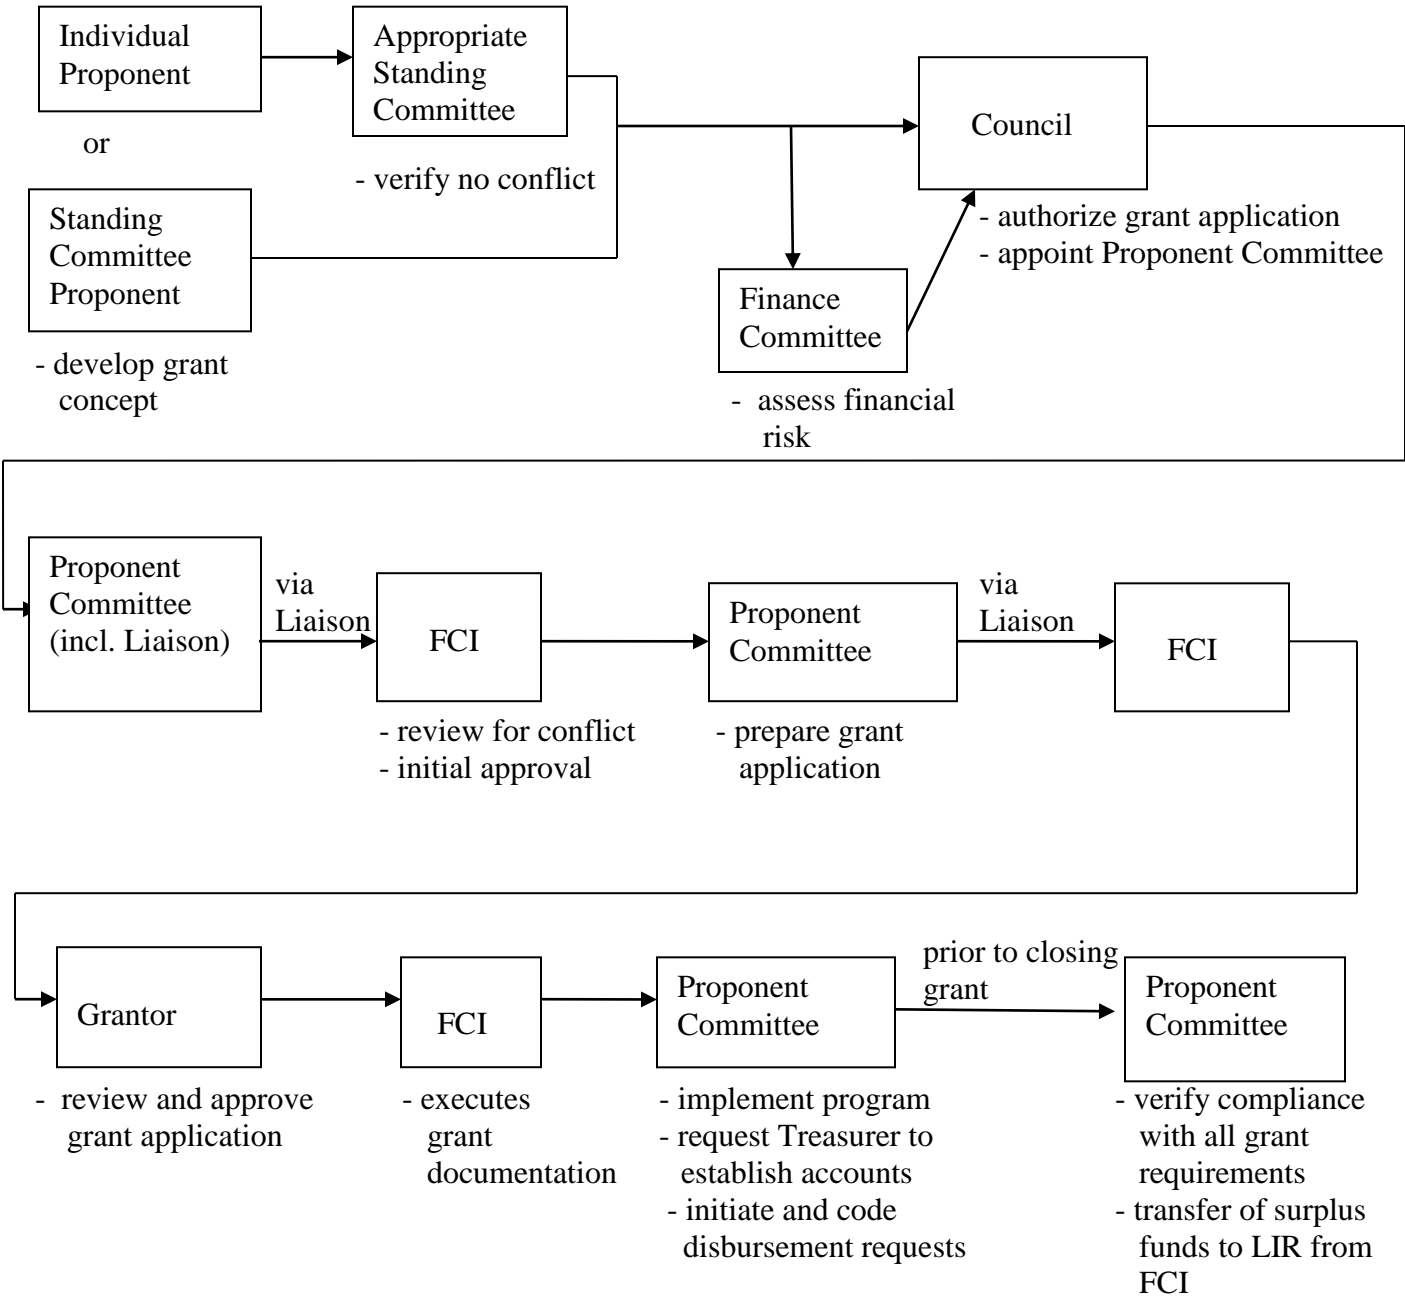 Individual
Proponent
Appropriate
Standing
Committee
Council
or
- verify no conflict
Standing
Committee
Proponent
- authorize grant application
- appoint Proponent Committee
Finance
Committee
- develop grant
concept
- assess financial
risk
Proponent
Committee
(incl. Liaison)
via
Liaison
FCI
Proponent
Committee
via
Liaison
FCI
- review for conflict
- initial approval
- prepare grant
application
Grantor
FCI
Proponent
Committee
prior to closing
grant
Proponent
Committee
- review and approve
grant application
- executes
grant
documentation
- implement program
- request Treasurer to
establish accounts
- initiate and code
disbursement requests
- verify compliance
with all grant
requirements
- transfer of surplus
funds to LIR from
FCI